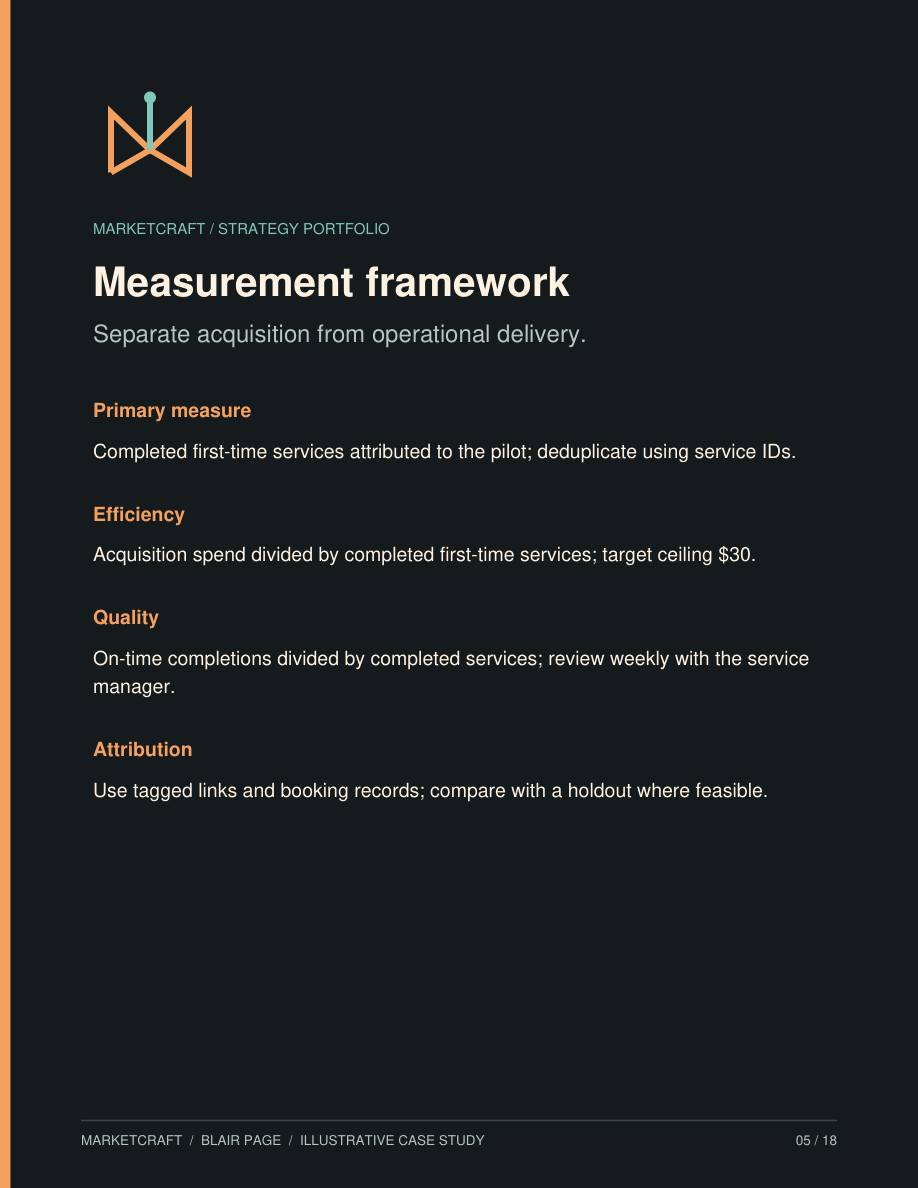 MARKETCRAFT / STRATEGY PORTFOLIO
Measurement framework
Separate acquisition from operational delivery.
Primary measure
Completed first-time services attributed to the pilot; deduplicate using service IDs.
Efficiency
Acquisition spend divided by completed first-time services; target ceiling $30.
Quality
On-time completions divided by completed services; review weekly with the service
manager.
Attribution
Use tagged links and booking records; compare with a holdout where feasible.
MARKETCRAFT / BLAIR PAGE / ILLUSTRATIVE CASE STUDY
05 / 18